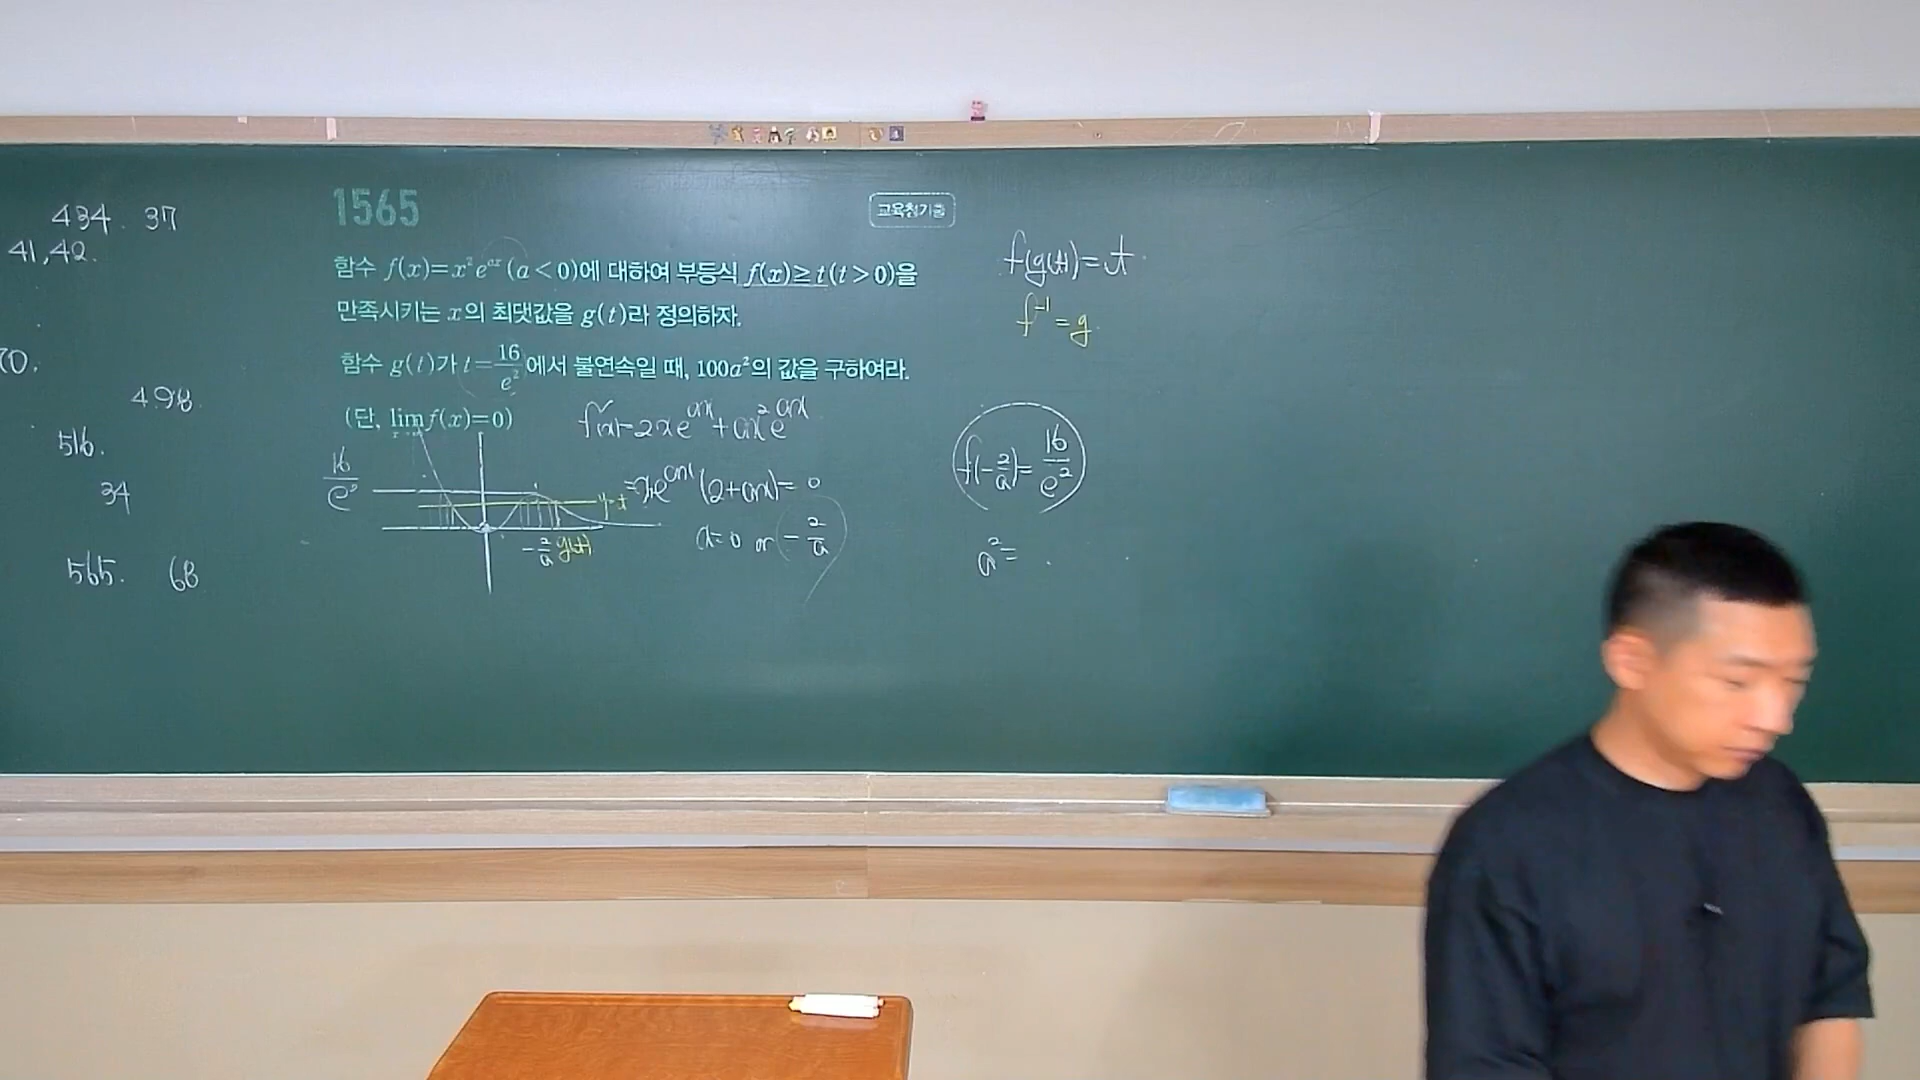 434. 37
41, 42.
70.
498.
516.
34
565. 68
1565
교육청기출
함수 f(x)=x²e^{ax} (a<0)에 대하여 부등식 f(x)≥t (t>0)을
만족시키는 x의 최댓값을 g(t)라 정의하자.
함수 g(t)가 t=16/e²에서 불연속일 때, 100a²의 값을 구하여라.
(단, lim f(x)=0)
f'(x)=2xe^{ax}+ax²e^{ax}
=xe^{ax}(2+ax)=0
x=0 or -2/a
16/e²
y=t
-2/a g(t)
f(g(t))=t
f⁻¹=g.
f(-2/a)=16/e²
a²=